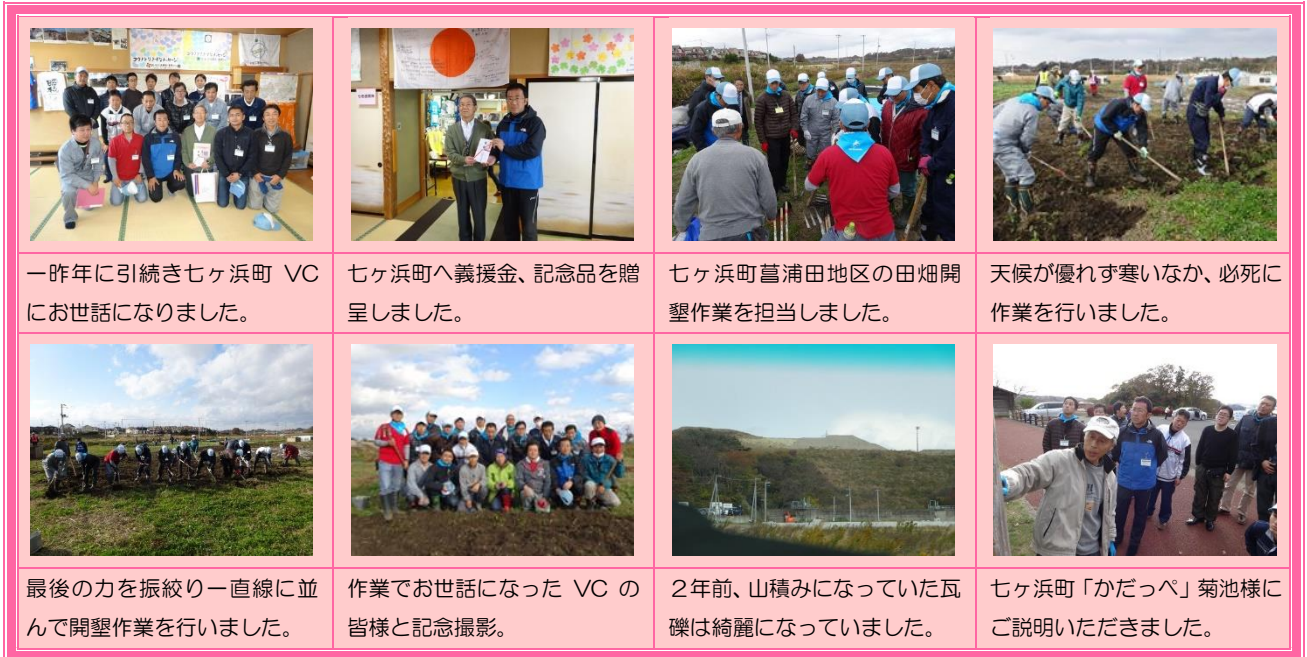 一昨年に引続き七ヶ浜町 VC
にお世話になりました。
七ヶ浜町へ義援金、記念品を贈
呈しました。
七ヶ浜町菖浦田地区の田畑開
墾作業を担当しました。
天候が優れず寒いなか、必死に
作業を行いました。
最後の力を振絞り一直線に並
んで開墾作業を行いました。
作業でお世話になった VC の
皆様と記念撮影。
２年前、山積みになっていた瓦
礫は綺麗になっていました。
七ヶ浜町「かだっぺ」菊池様に
ご説明いただきました。